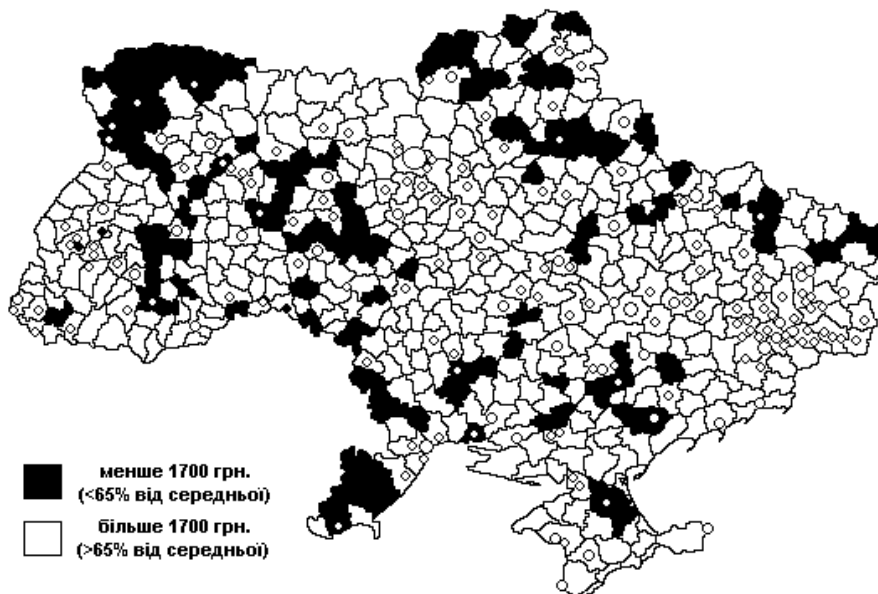 менше 1700 грн.
(<65% від середньої)
більше 1700 грн.
(>65% від середньої)